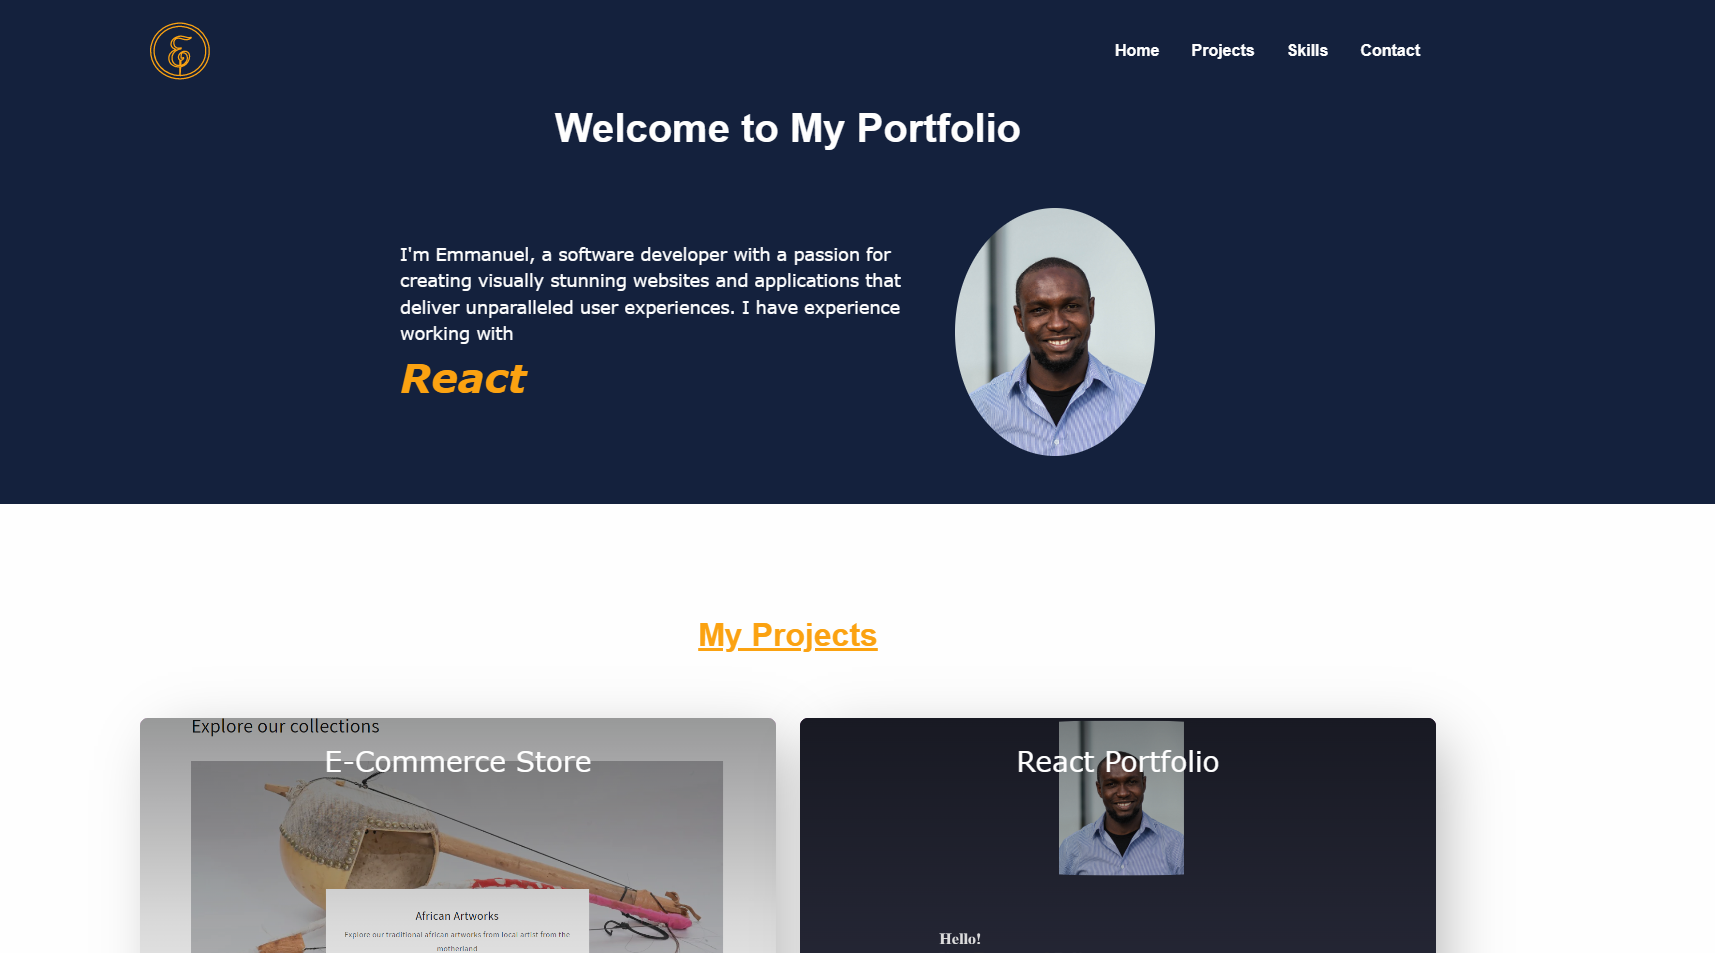 Home Projects Skills Contact
Welcome to My Portfolio
I'm Emmanuel, a software developer with a passion for
creating visually stunning websites and applications that
deliver unparalleled user experiences. I have experience
working with
React
My Projects
Explore our collections
E-Commerce Store
African Artworks
Explore our traditional african artworks from local artist from the
motherland
React Portfolio
Hello!